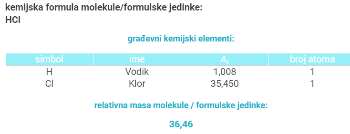 kemijska formula molekule/formulske jedinke:
HCl
građevni kemijski elementi:
simbol ime Ar broj atoma
H Vodik 1,008 1
Cl Klor 35,450 1
relativna masa molekule / formulske jedinke:
36,46